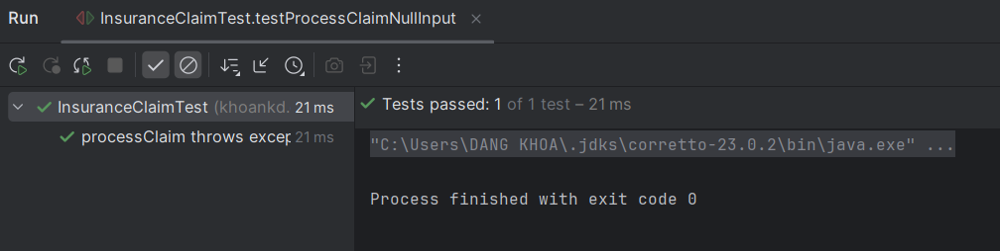 Run InsuranceClaimTest.testProcessClaimNullInput
InsuranceClaimTest (khoankd. 21 ms
Tests passed: 1 of 1 test – 21 ms
processClaim throws excep 21 ms
"C:\Users\DANG KHOA\.jdks\corretto-23.0.2\bin\java.exe" ...
Process finished with exit code 0